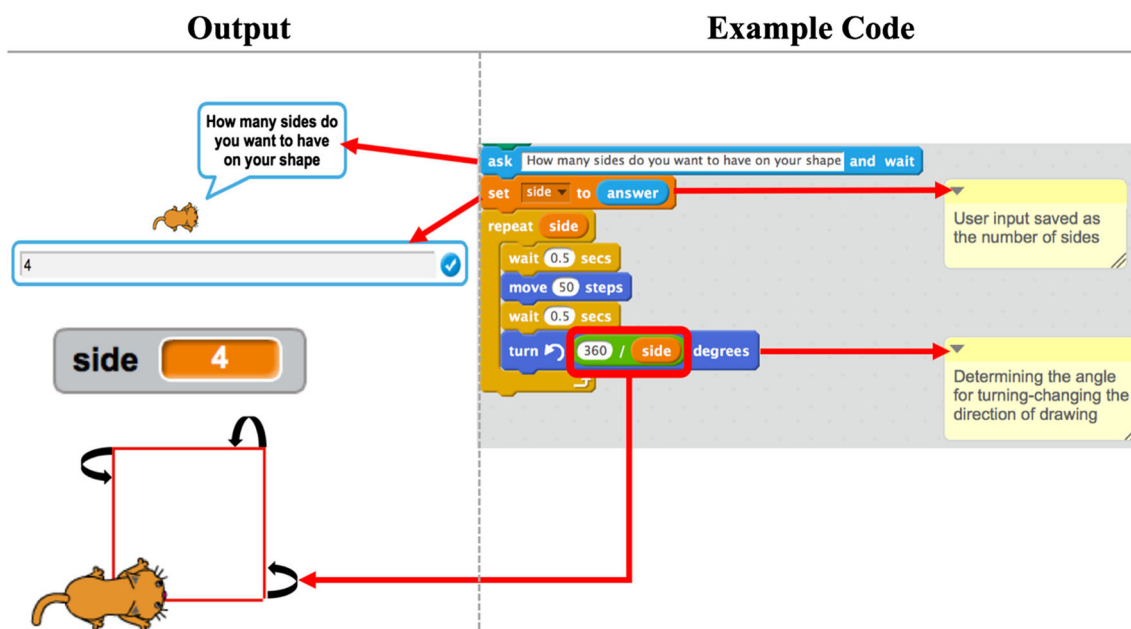 Output
Example Code
How many sides do
you want to have
on your shape
4
side 4
ask How many sides do you want to have on your shape and wait
set side to answer
repeat side
wait 0.5 secs
move 50 steps
wait 0.5 secs
turn 360 / side degrees
User input saved as
the number of sides
Determining the angle
for turning-changing the
direction of drawing